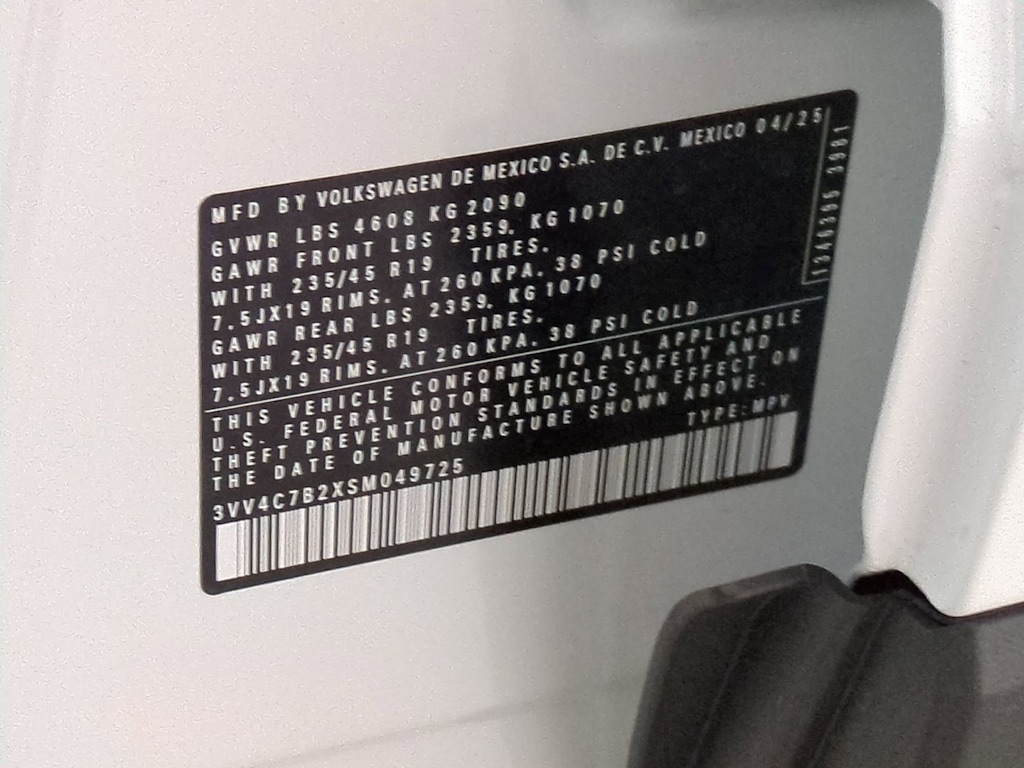 MFD BY VOLKSWAGEN DE MEXICO S.A. DE C.V. MEXICO 04/25
GVWR LBS 4608 KG 2090
GAWR FRONT LBS 2359. KG 1070
WITH 235/45 R19 TIRES.
7.5JX19 RIMS. AT 260 KPA. 38 PSI COLD
GAWR REAR LBS 2359. KG 1070
WITH 235/45 R19 TIRES.
7.5JX19 RIMS. AT 260 KPA. 38 PSI COLD
THIS VEHICLE CONFORMS TO ALL APPLICABLE
U.S. FEDERAL MOTOR VEHICLE SAFETY AND
THEFT PREVENTION STANDARDS IN EFFECT ON
THE DATE OF MANUFACTURE SHOWN ABOVE.
TYPE: MPV
3VV4C7B2XSM049725
3981